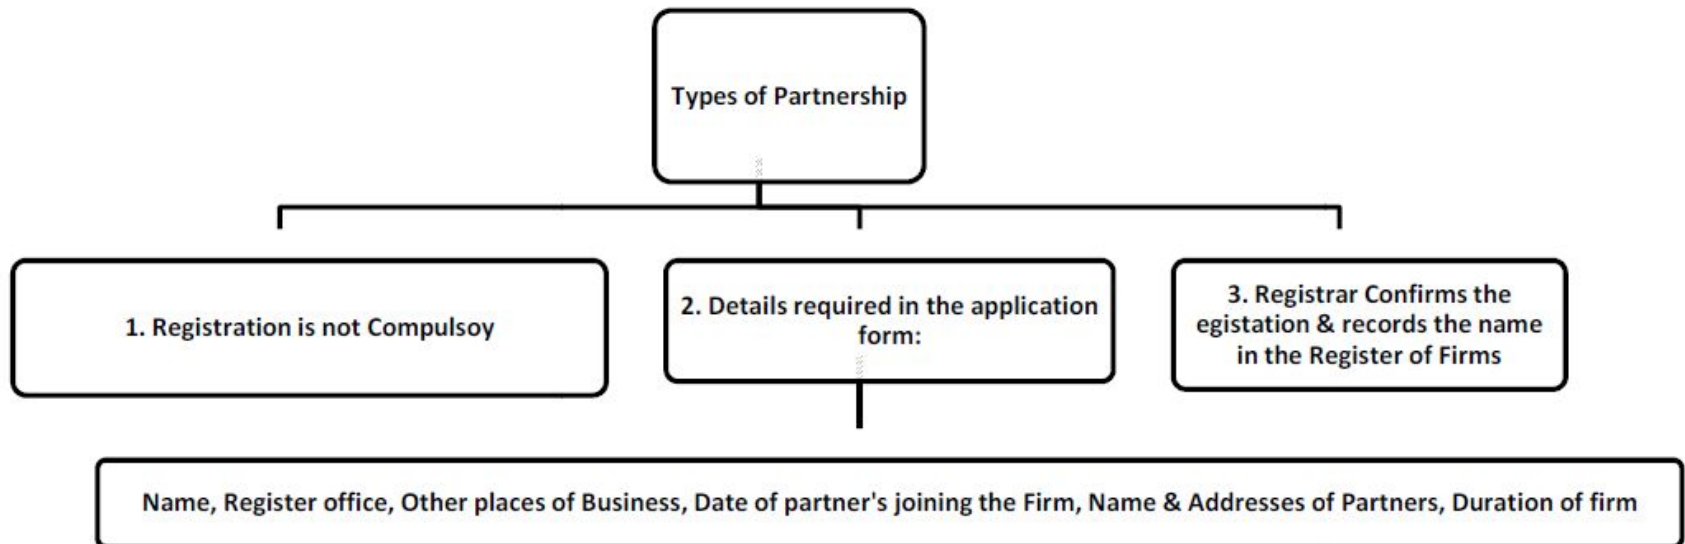 Types of Partnership
1. Registration is not Compulsoy
2. Details required in the application
form:
3. Registrar Confirms the
egistation & records the name
in the Register of Firms
Name, Register office, Other places of Business, Date of partner's joining the Firm, Name & Addresses of Partners, Duration of firm